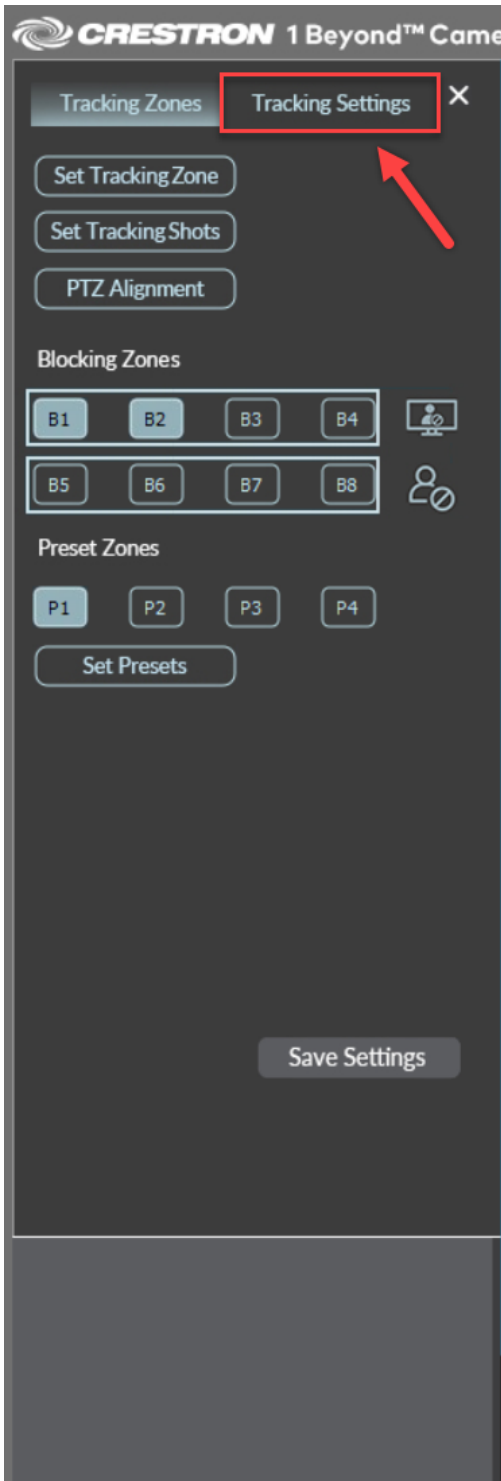 CRESTRON 1 Beyond™ Came
Tracking Zones Tracking Settings ×
Set Tracking Zone
Set Tracking Shots
PTZ Alignment
Blocking Zones
B1 B2 B3 B4
B5 B6 B7 B8
Preset Zones
P1 P2 P3 P4
Set Presets
Save Settings